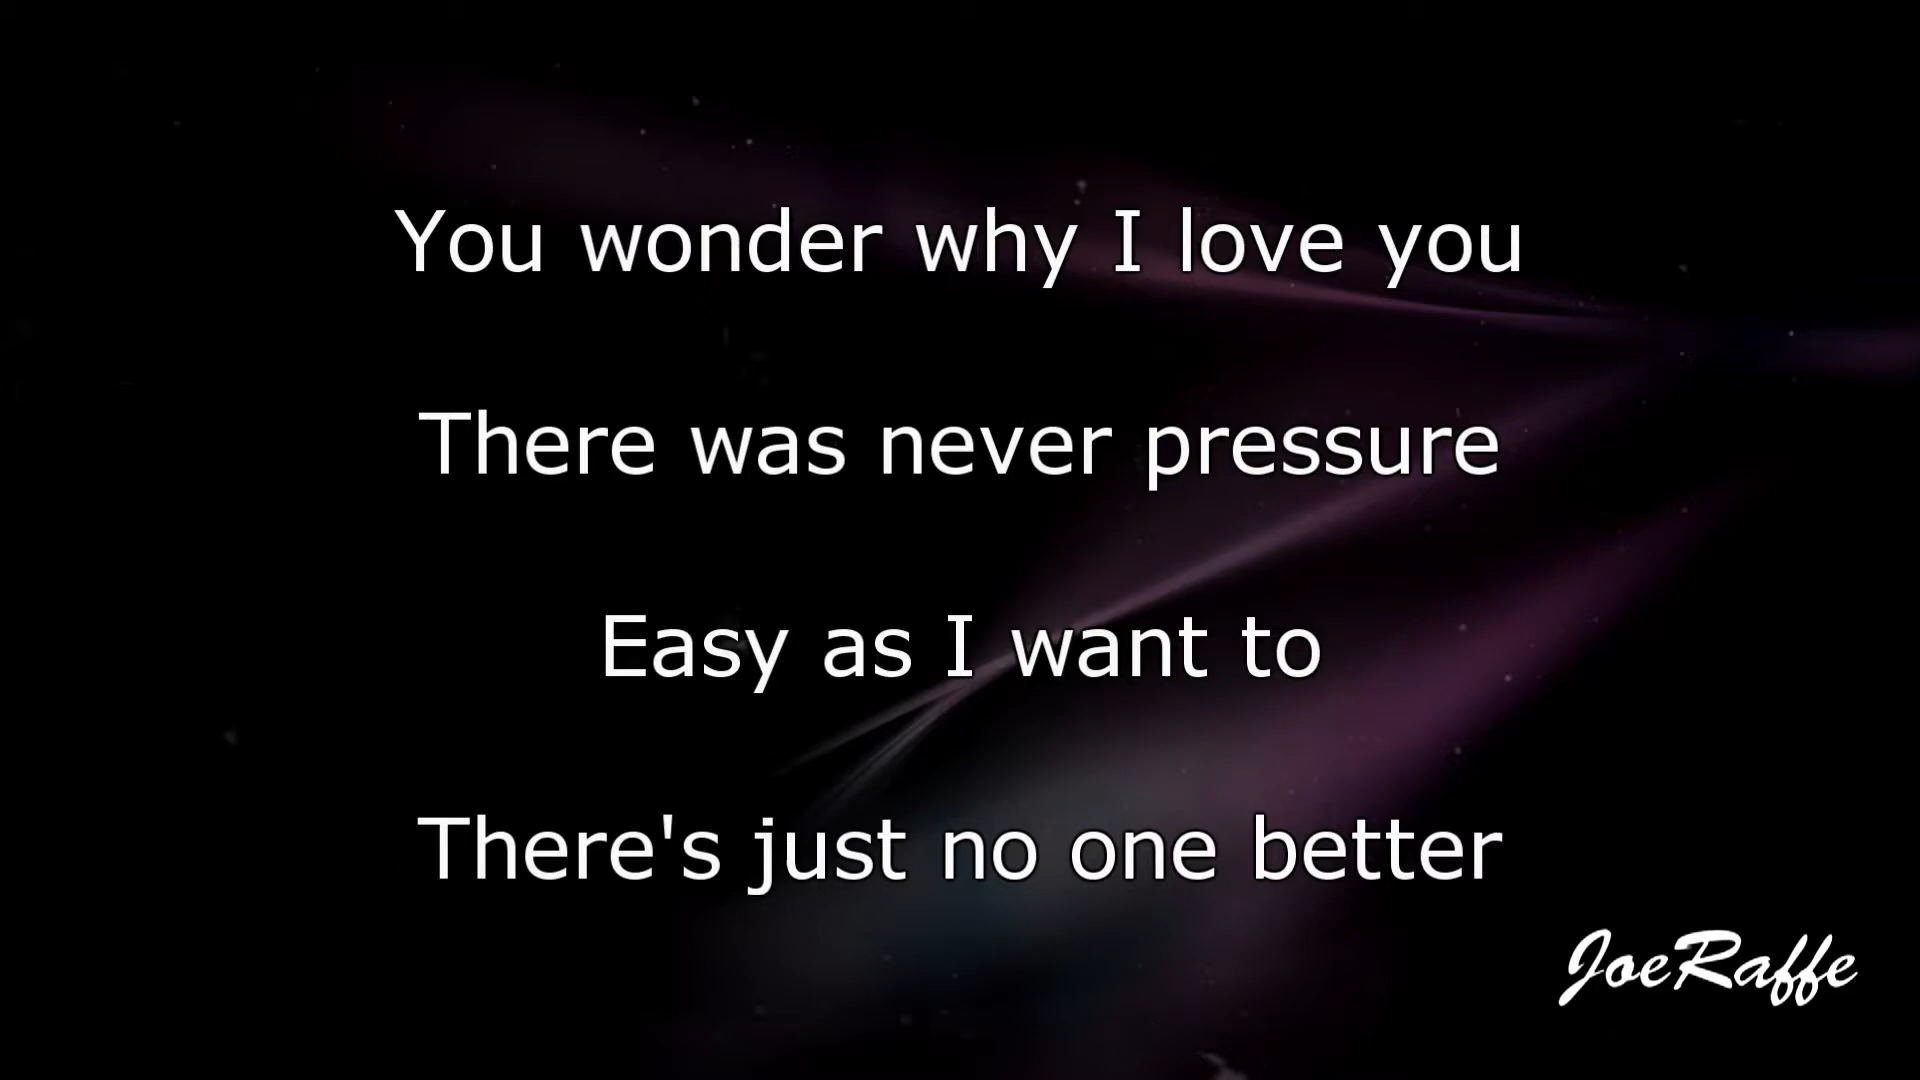 You wonder why I love you
There was never pressure
Easy as I want to
There's just no one better
JoeRaffe